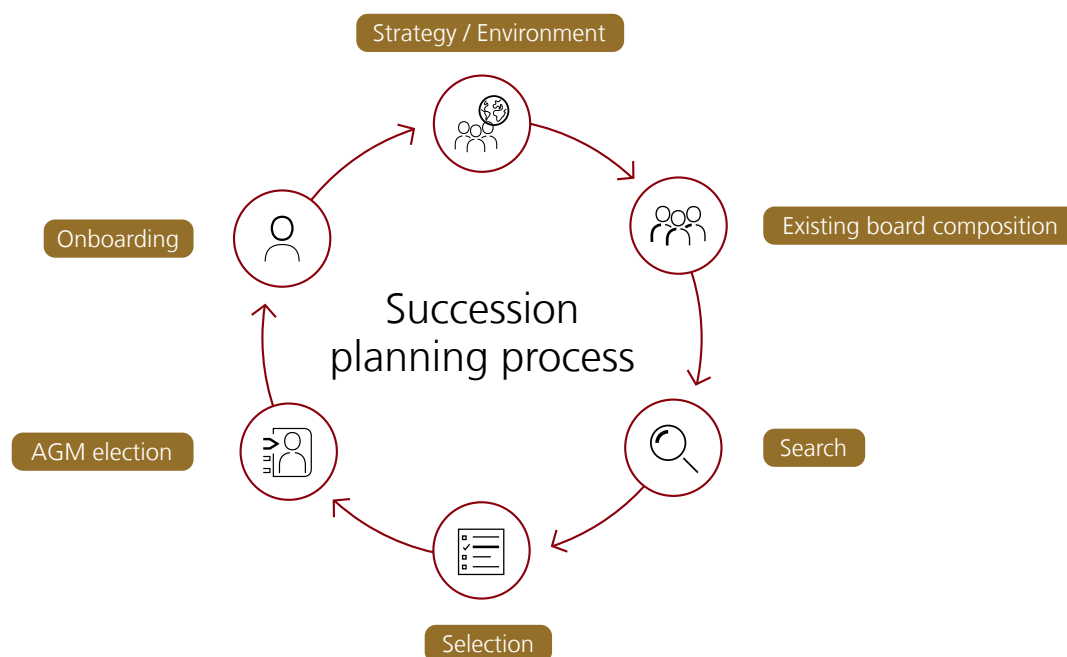 Strategy / Environment
Existing board composition
Onboarding
Succession
planning process
AGM election
Search
Selection